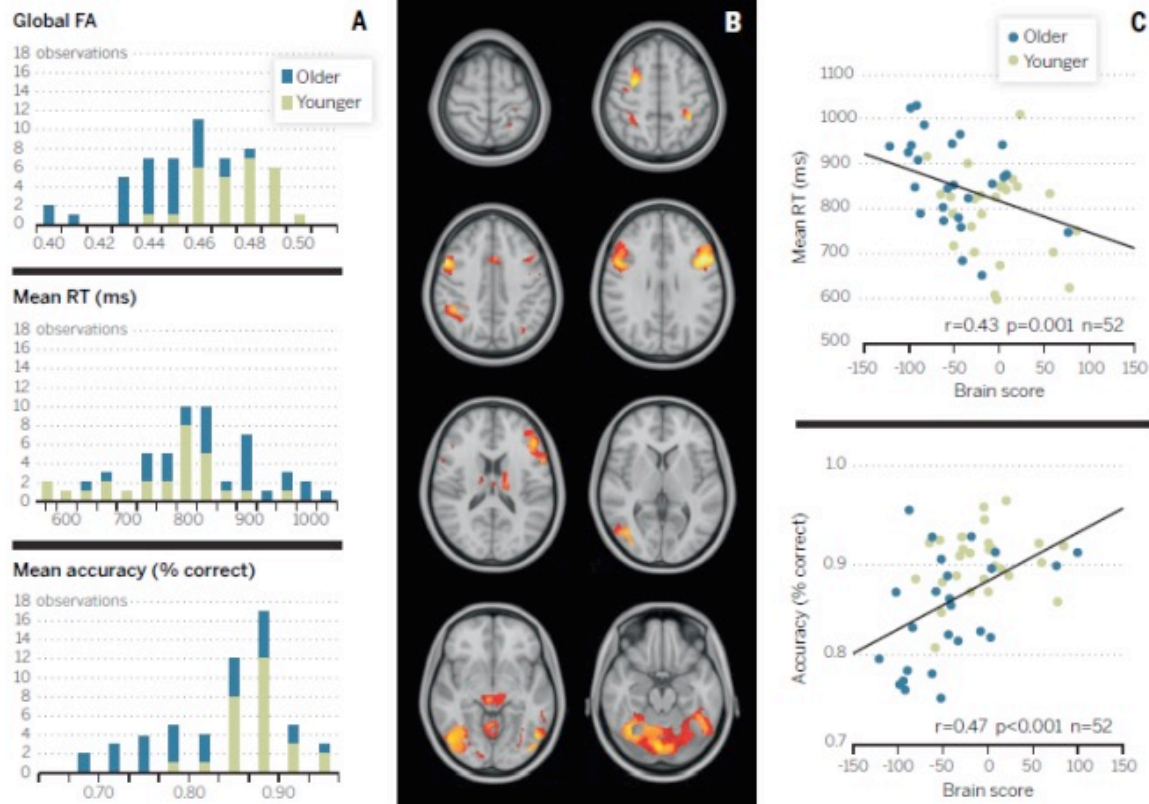 Global FA
A
18 observations
16
14
12
10
8
6
4
2
0
Older
Younger
0.40 0.42 0.44 0.46 0.48 0.50
Mean RT (ms)
18 observations
16
14
12
10
8
6
4
2
0
600 700 800 900 1000
Mean accuracy (% correct)
18 observations
16
14
12
10
8
6
4
2
0
0.70 0.80 0.90
B
C
Older
Younger
Mean RT (ms)
1100
1000
900
800
700
600
500
r=0.43 p=0.001 n=52
-150 -100 -50 0 50 100 150
Brain score
Accuracy (% correct)
1.0
0.9
0.8
0.7
r=0.47 p<0.001 n=52
-150 -100 -50 0 50 100 150
Brain score